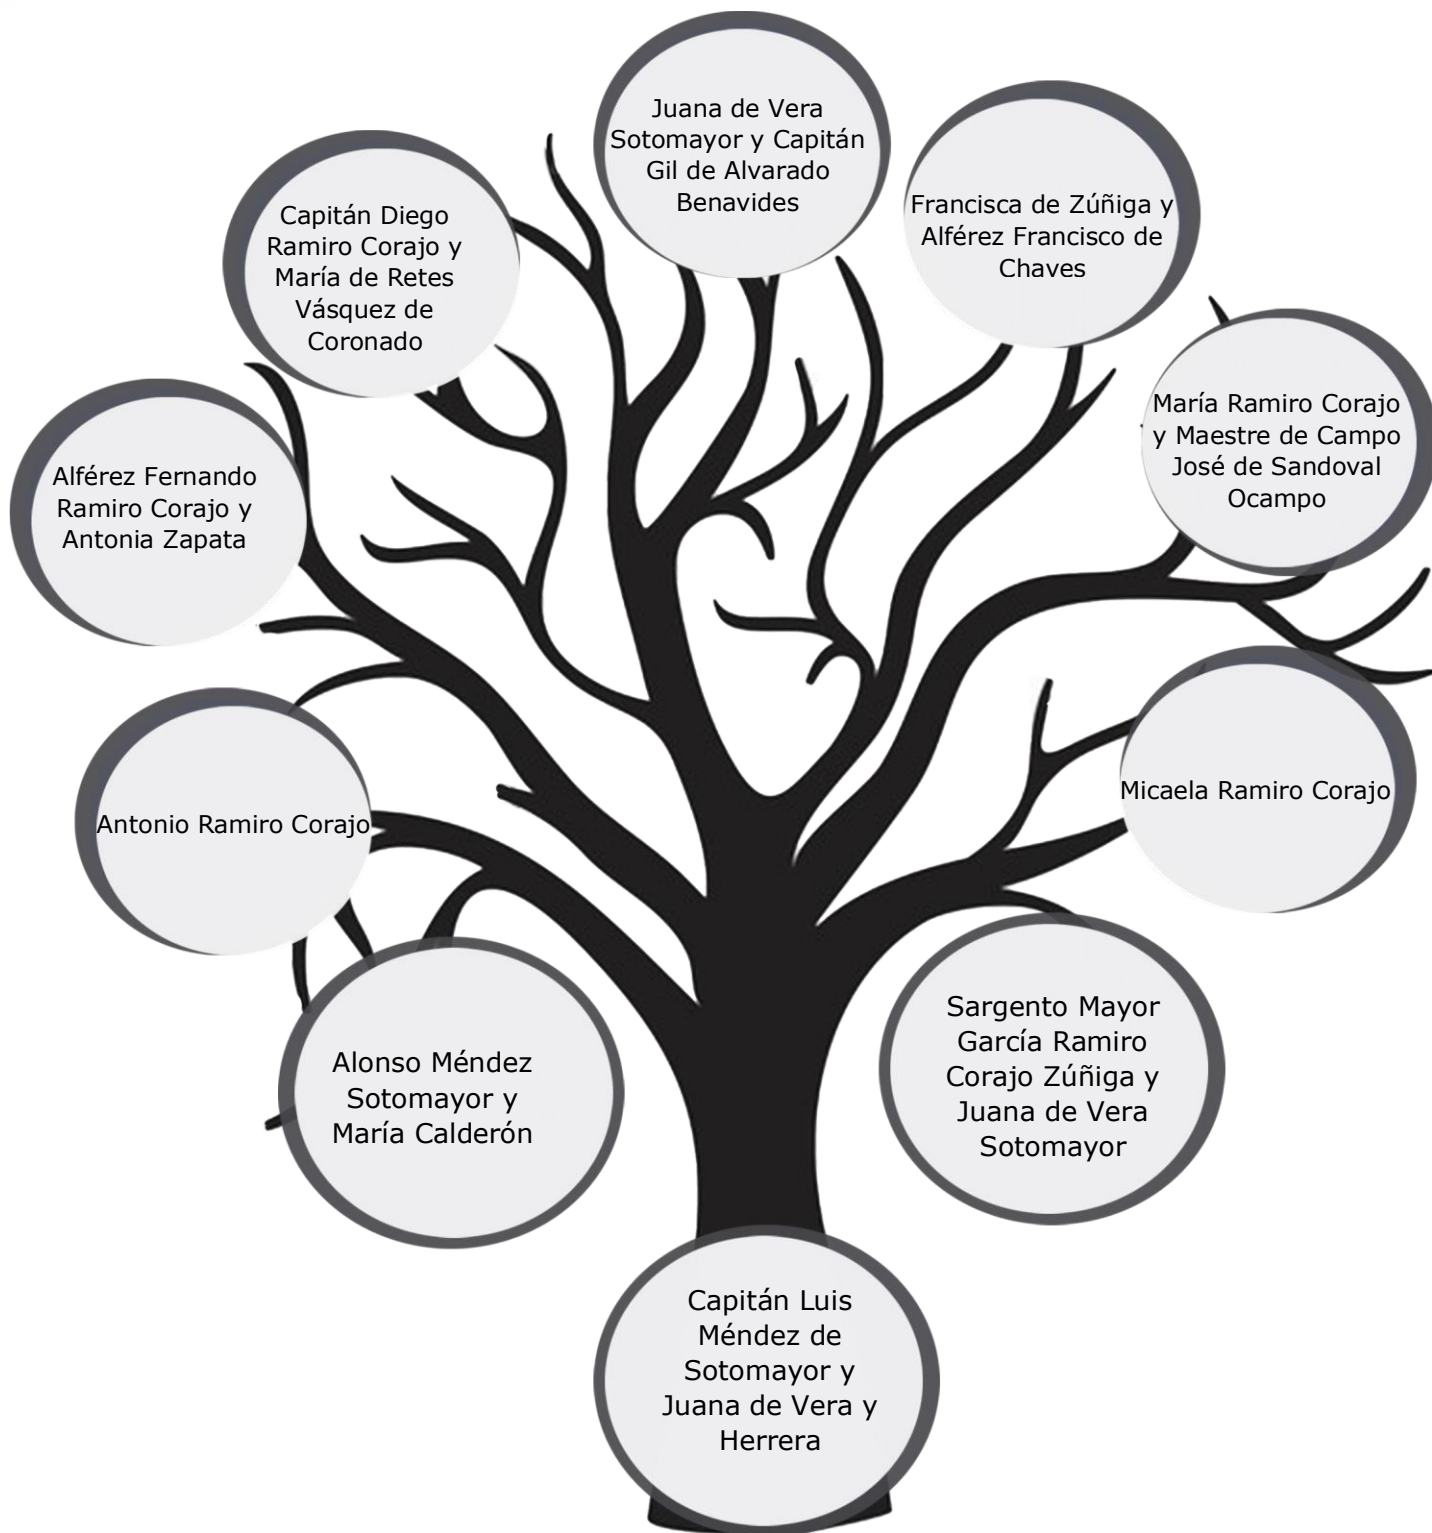 Juana de Vera
Sotomayor y Capitán
Gil de Alvarado
Benavides
Capitán Diego
Ramiro Corajo y
María de Retes
Vásquez de
Coronado
Francisca de Zúñiga y
Alférez Francisco de
Chaves
María Ramiro Corajo
y Maestre de Campo
José de Sandoval
Ocampo
Alférez Fernando
Ramiro Corajo y
Antonia Zapata
Antonio Ramiro Corajo
Micaela Ramiro Corajo
Alonso Méndez
Sotomayor y
María Calderón
Sargento Mayor
García Ramiro
Corajo Zúñiga y
Juana de Vera
Sotomayor
Capitán Luis
Méndez de
Sotomayor y
Juana de Vera y
Herrera